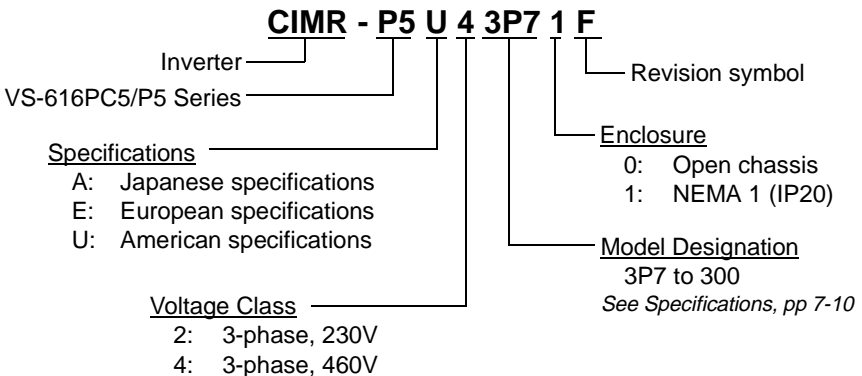 CIMR - P5 U 4 3P7 1 F
Inverter
VS-616PC5/P5 Series
Revision symbol
Specifications
A: Japanese specifications
E: European specifications
U: American specifications
Enclosure
0: Open chassis
1: NEMA 1 (IP20)
Model Designation
3P7 to 300
See Specifications, pp 7-10
Voltage Class
2: 3-phase, 230V
4: 3-phase, 460V